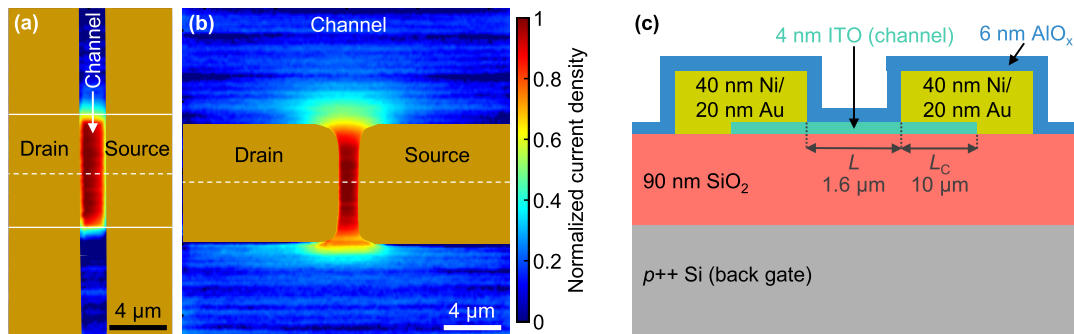 (a)
Channel
Drain
Source
4 µm
(b)
Channel
Drain
Source
4 µm
1
0.8
0.6
0.4
0.2
0
Normalized current density
(c)
4 nm ITO (channel)
6 nm AlOₓ
40 nm Ni/
20 nm Au
40 nm Ni/
20 nm Au
L
1.6 µm
L_C
10 µm
90 nm SiO₂
p++ Si (back gate)